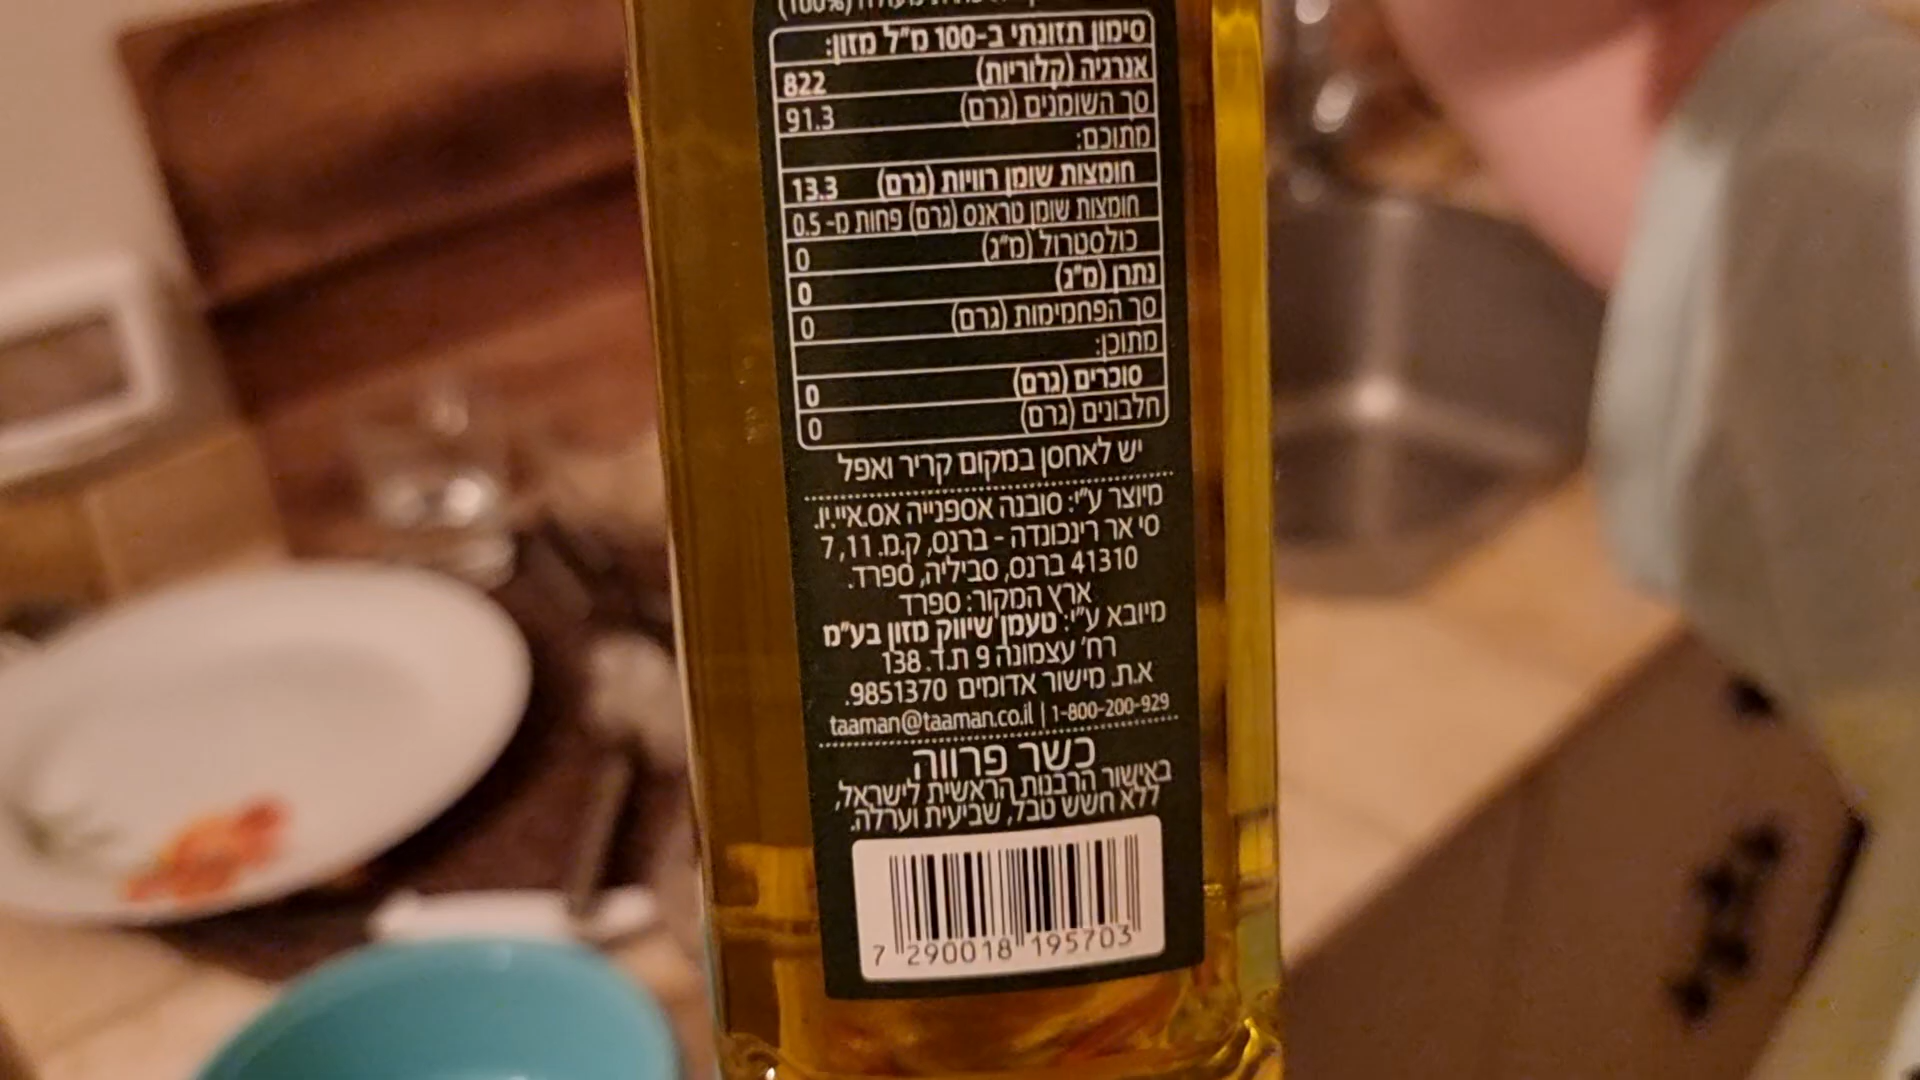 (100%)
סימון תזונתי ב-100 מ"ל מזון:
אנרגיה (קלוריות) 822
סך השומנים (גרם) 91.3
מתוכם:
חומצות שומן רוויות (גרם) 13.3
חומצות שומן טראנס (גרם) פחות מ- 0.5
כולסטרול (מ"ג) 0
נתרן (מ"ג) 0
סך הפחמימות (גרם) 0
מתוכן:
סוכרים (גרם) 0
חלבונים (גרם) 0
יש לאחסן במקום קריר ואפל
מיוצר ע"י: סובנה אספנייה אס.איי.יו.
סי אר רינכונדה - ברנס, ק.מ. 11, 7
41310 ברנס, סביליה, ספרד.
ארץ המקור: ספרד
מיובא ע"י: טעמן שיווק מזון בע"מ
רח' עצמונה 9 ת.ד. 138
א.ת. מישור אדומים 9851370.
taaman@taaman.co.il | 1-800-200-929
כשר פרווה
באישור הרבנות הראשית לישראל,
ללא חשש טבל, שביעית וערלה.
7 290018 195703